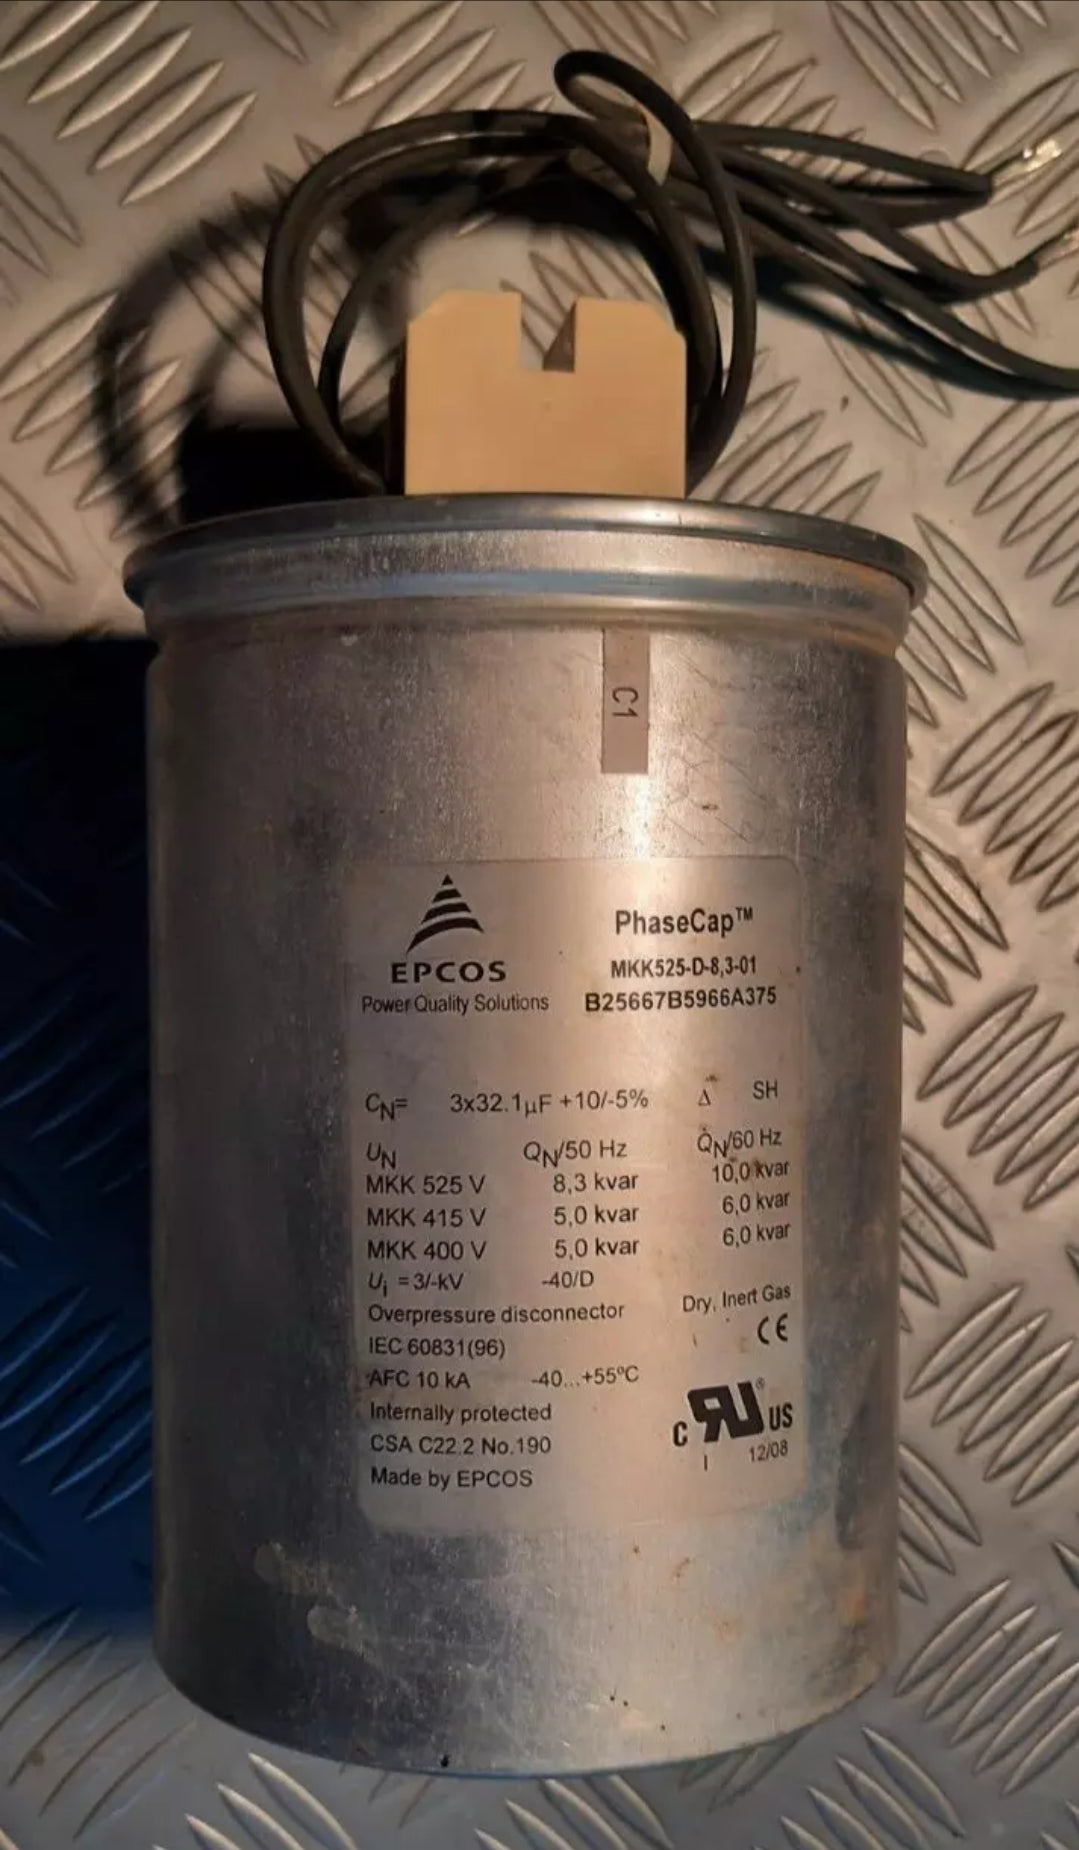 C1
EPCOS
Power Quality Solutions
PhaseCap™
MKK525-D-8,3-01
B25667B5966A375
CN= 3x32.1µF +10/-5% Δ SH
UN QN/50 Hz QN/60 Hz
MKK 525 V 8,3 kvar 10,0 kvar
MKK 415 V 5,0 kvar 6,0 kvar
MKK 400 V 5,0 kvar 6,0 kvar
Ui = 3/-kV -40/D
Overpressure disconnector Dry, Inert Gas
IEC 60831(96) CE
AFC 10 kA -40...+55ºC
Internally protected
CSA C22.2 No.190
Made by EPCOS
c RU® US
I 12/08